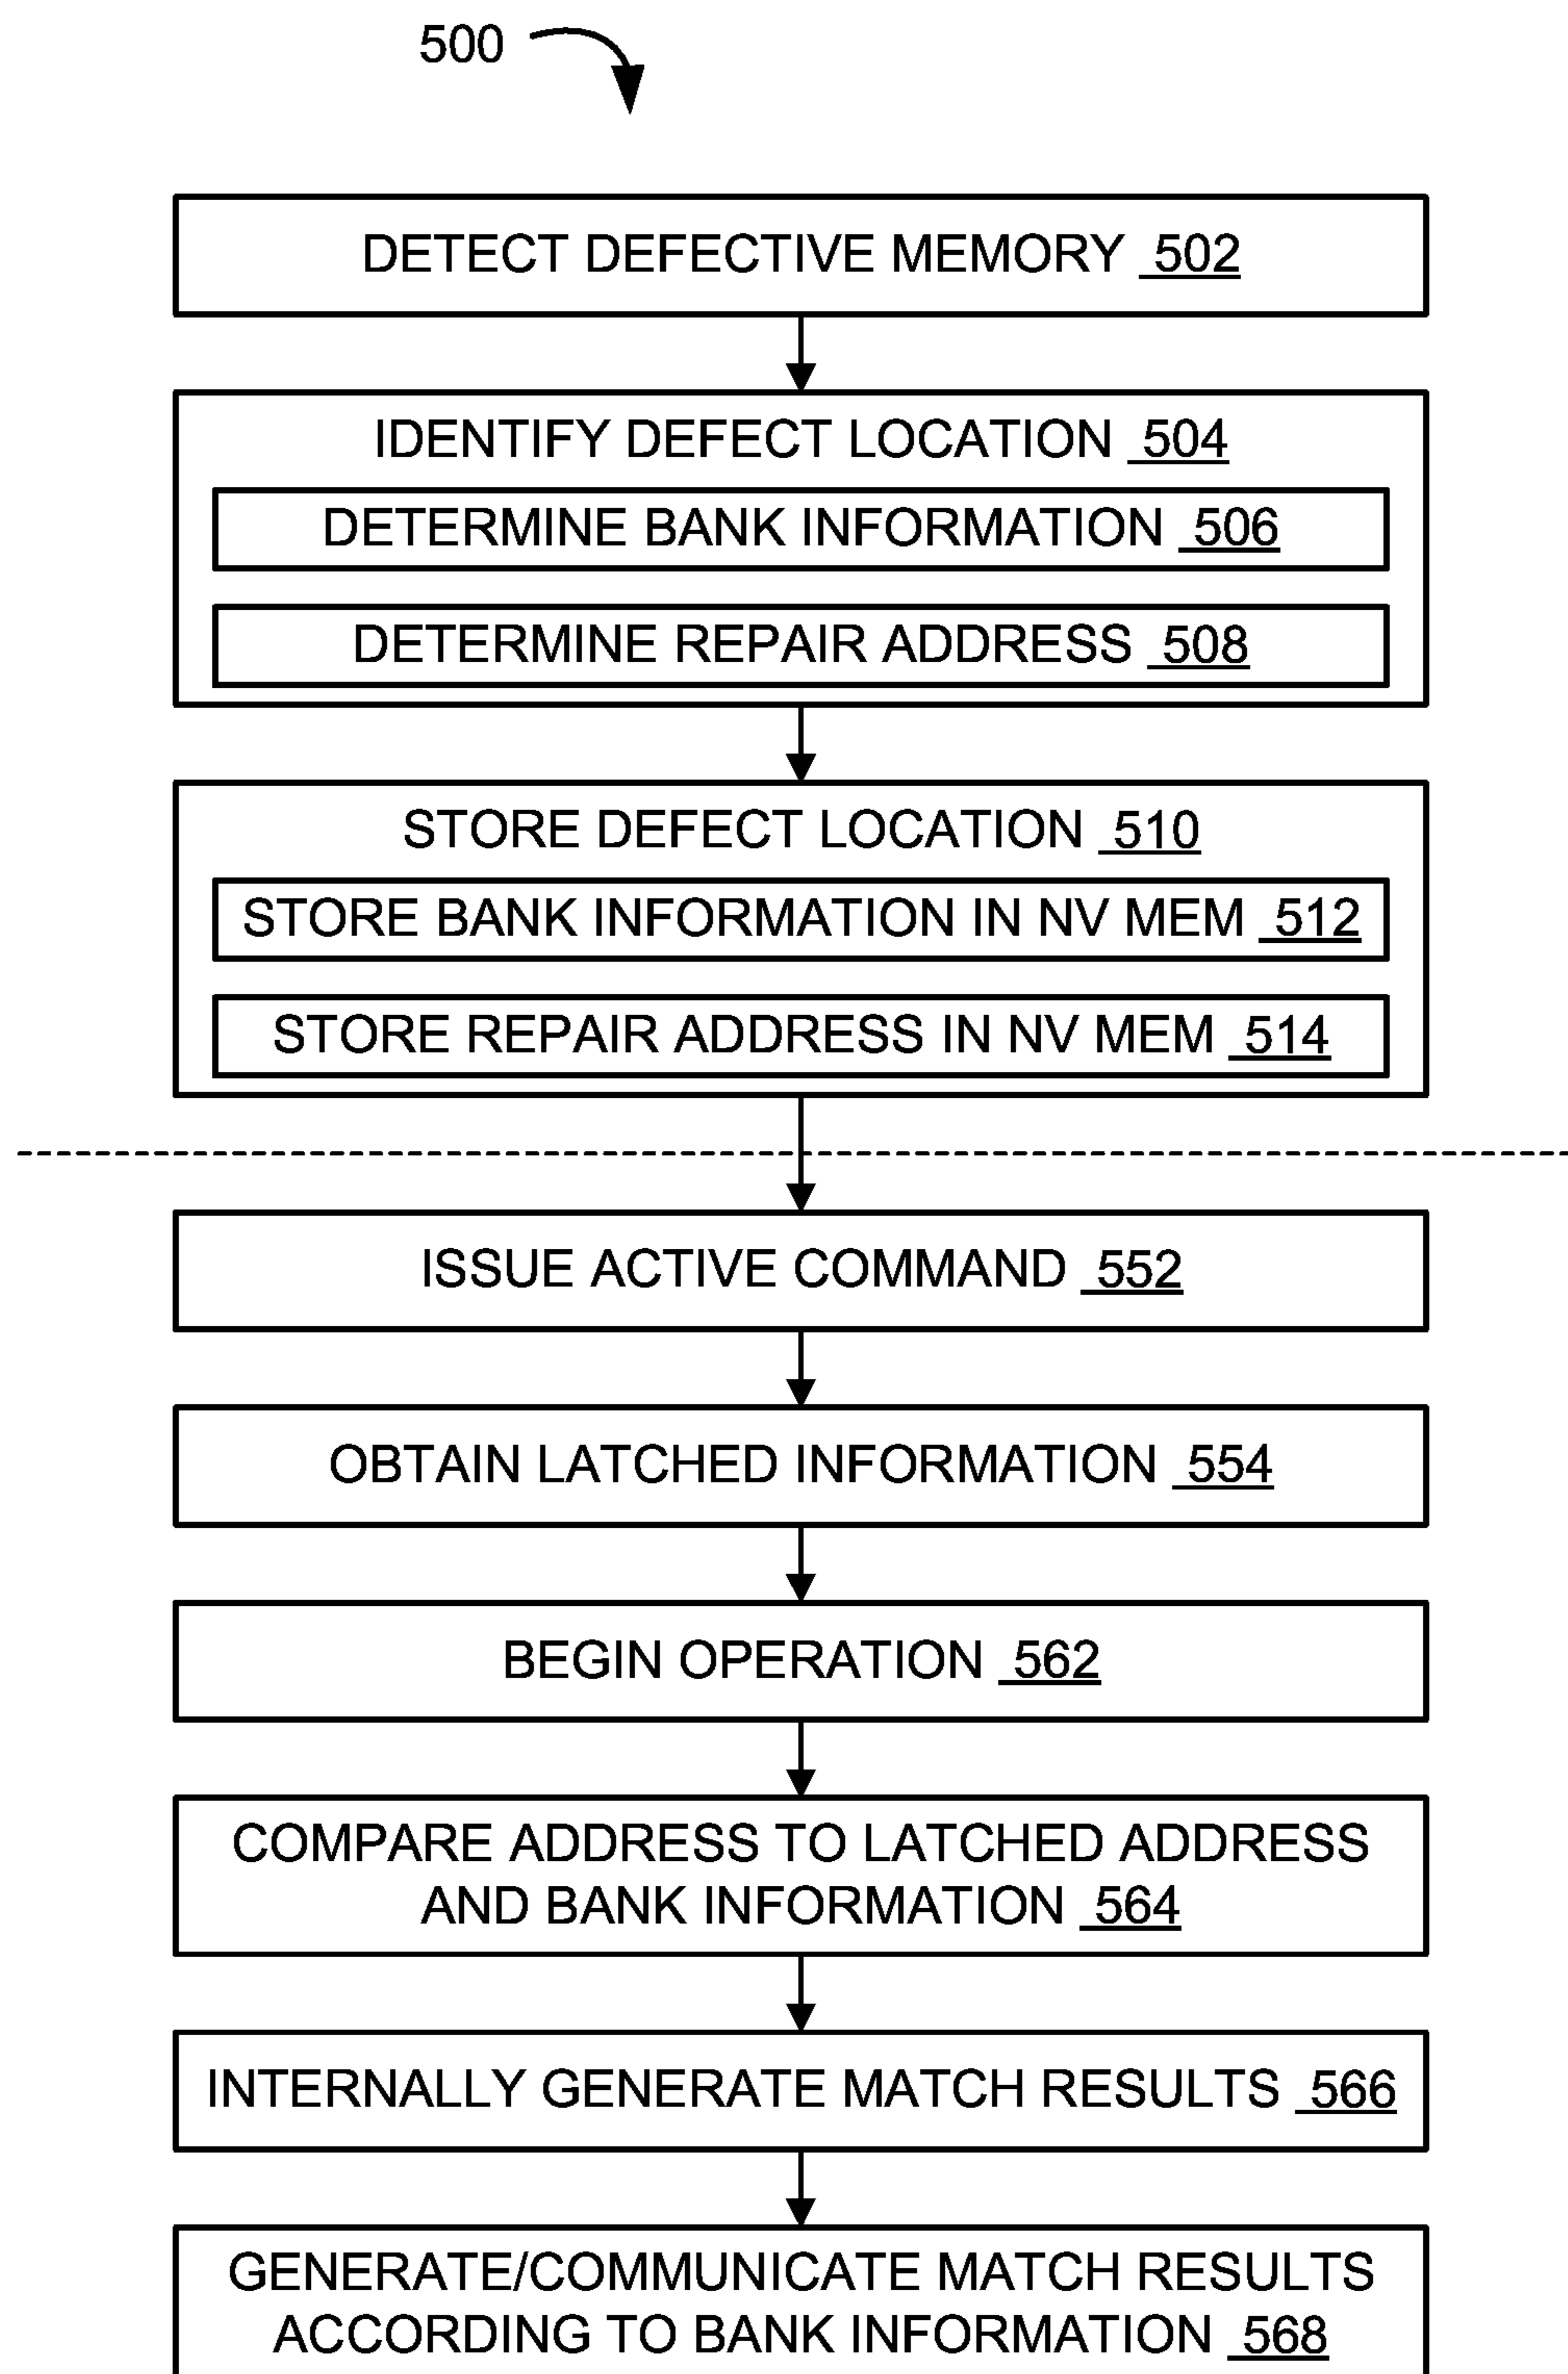 500
DETECT DEFECTIVE MEMORY 502
IDENTIFY DEFECT LOCATION 504
DETERMINE BANK INFORMATION 506
DETERMINE REPAIR ADDRESS 508
STORE DEFECT LOCATION 510
STORE BANK INFORMATION IN NV MEM 512
STORE REPAIR ADDRESS IN NV MEM 514
ISSUE ACTIVE COMMAND 552
OBTAIN LATCHED INFORMATION 554
BEGIN OPERATION 562
COMPARE ADDRESS TO LATCHED ADDRESS
AND BANK INFORMATION 564
INTERNALLY GENERATE MATCH RESULTS 566
GENERATE/COMMUNICATE MATCH RESULTS
ACCORDING TO BANK INFORMATION 568